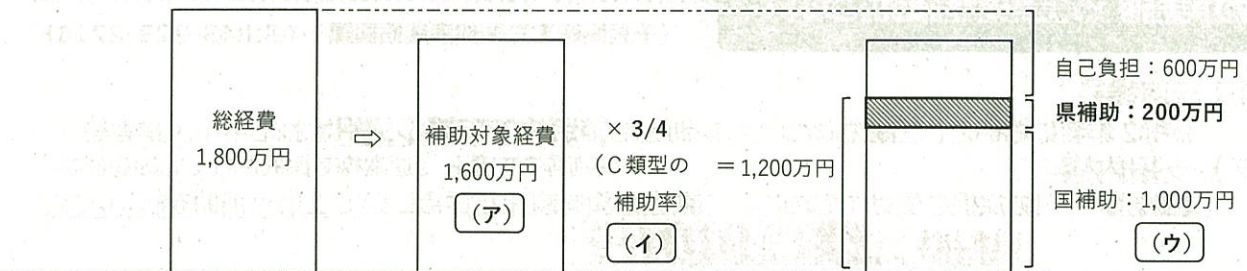 総経費
1,800万円
⇨
補助対象経費
1,600万円
(ア)
× 3/4
(C類型の
補助率)
(イ)
＝1,200万円
自己負担：600万円
県補助：200万円
国補助：1,000万円
(ウ)